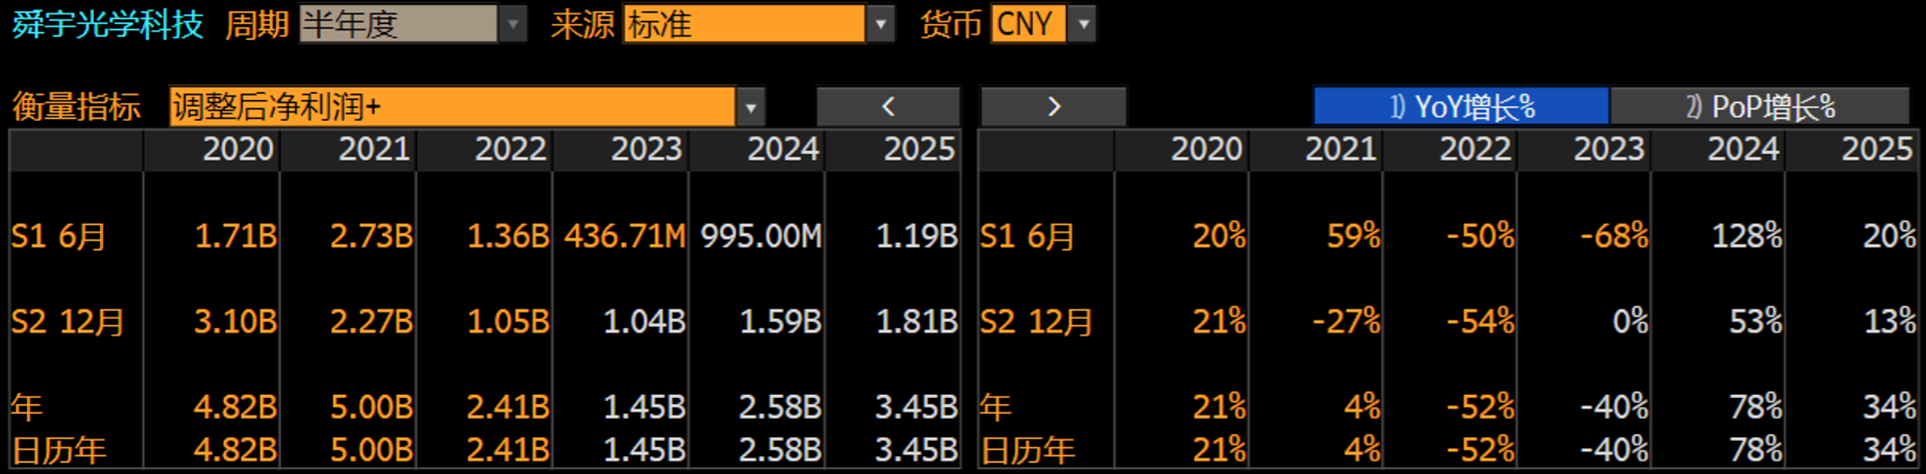 舜宇光学科技 周期 半年度 来源 标准 货币 CNY
衡量指标 调整后净利润+ < > 1) YoY增长% 2) PoP增长%
2020 2021 2022 2023 2024 2025 2020 2021 2022 2023 2024 2025
S1 6月 1.71B 2.73B 1.36B 436.71M 995.00M 1.19B S1 6月 20% 59% -50% -68% 128% 20%
S2 12月 3.10B 2.27B 1.05B 1.04B 1.59B 1.81B S2 12月 21% -27% -54% 0% 53% 13%
年 4.82B 5.00B 2.41B 1.45B 2.58B 3.45B 年 21% 4% -52% -40% 78% 34%
日历年 4.82B 5.00B 2.41B 1.45B 2.58B 3.45B 日历年 21% 4% -52% -40% 78% 34%